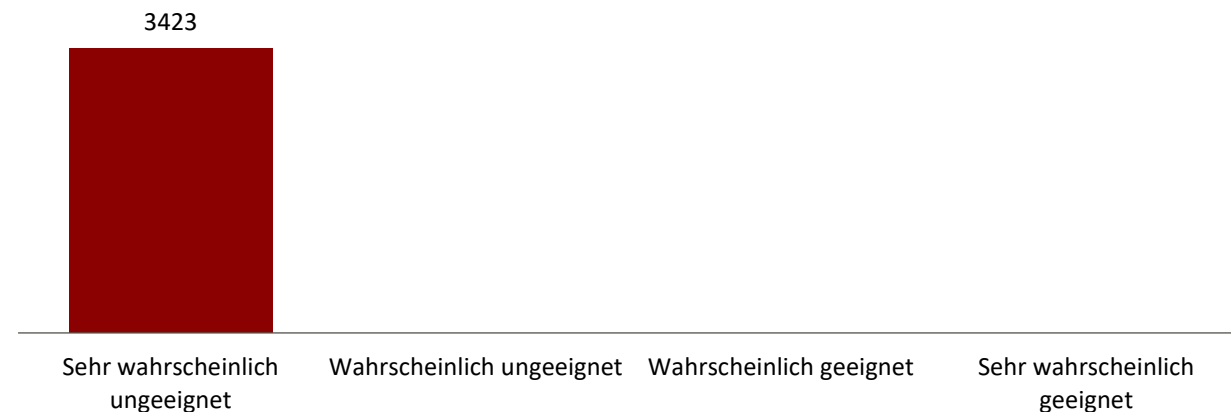 3423
Sehr wahrscheinlich
ungeeignet
Wahrscheinlich ungeeignet
Wahrscheinlich geeignet
Sehr wahrscheinlich
geeignet